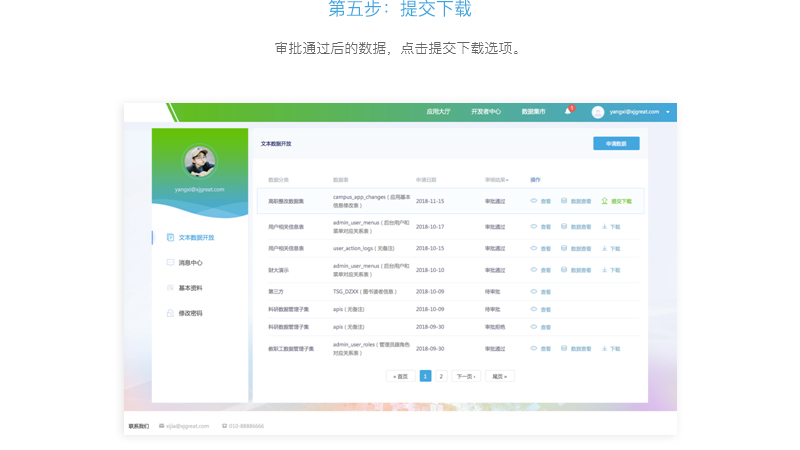 第五步：提交下载
审批通过后的数据，点击提交下载选项。
应用大厅 开发者中心 数据集市 1 yangxi@xjgreat.com
文本数据开放 申请数据
yangxi@xjgreat.com
文本数据开放
消息中心
基本资料
修改密码
数据分类 数据表 申请日期 审核结果 操作
高职整改数据集 campus_app_changes（应用基本信息修改表） 2018-11-15 审批通过 查看 数据查看 提交下载
用户相关信息表 admin_user_menus（后台用户和菜单对应关系表） 2018-10-17 审批通过 查看 数据查看 下载
用户相关信息表 user_action_logs（无备注） 2018-10-15 审批通过 查看 数据查看 下载
财大演示 admin_user_menus（后台用户和菜单对应关系表） 2018-10-10 审批通过 查看 数据查看 下载
第三方 TSG_DZXX（图书读者信息） 2018-10-09 待审批 查看
科研数据管理子集 apis（无备注） 2018-10-09 待审批 查看
科研数据管理子集 apis（无备注） 2018-09-30 审批拒绝 查看
教职工数据管理子集 admin_user_roles（管理员跟角色对应关系表） 2018-09-30 审批通过 查看 数据查看 下载
« 首页 1 2 下一页 › 尾页 »
联系我们 xijia@xjgreat.com 010-88886666